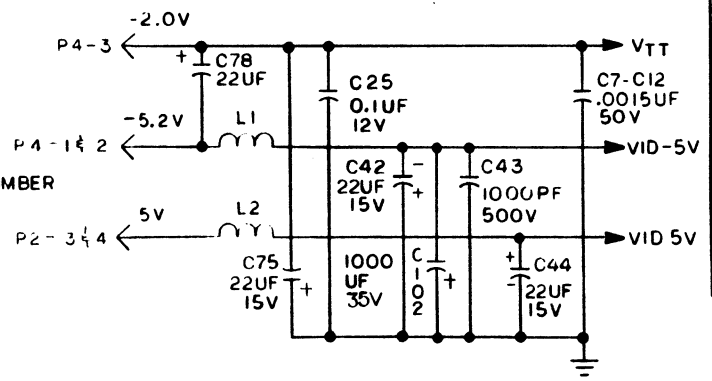 -2.0V
P4-3
VTT
+
C78
22UF
C25
0.1UF
12V
C7-C12
.0015UF
50V
-5.2V
L1
P4-1&2
VID-5V
MBER
C42
22UF
15V
-
+
C43
1000PF
500V
5V
L2
P2-3&4
VID 5V
C75
22UF
15V
+
1000
UF
35V
C102
+
+
-
C44
22UF
15V